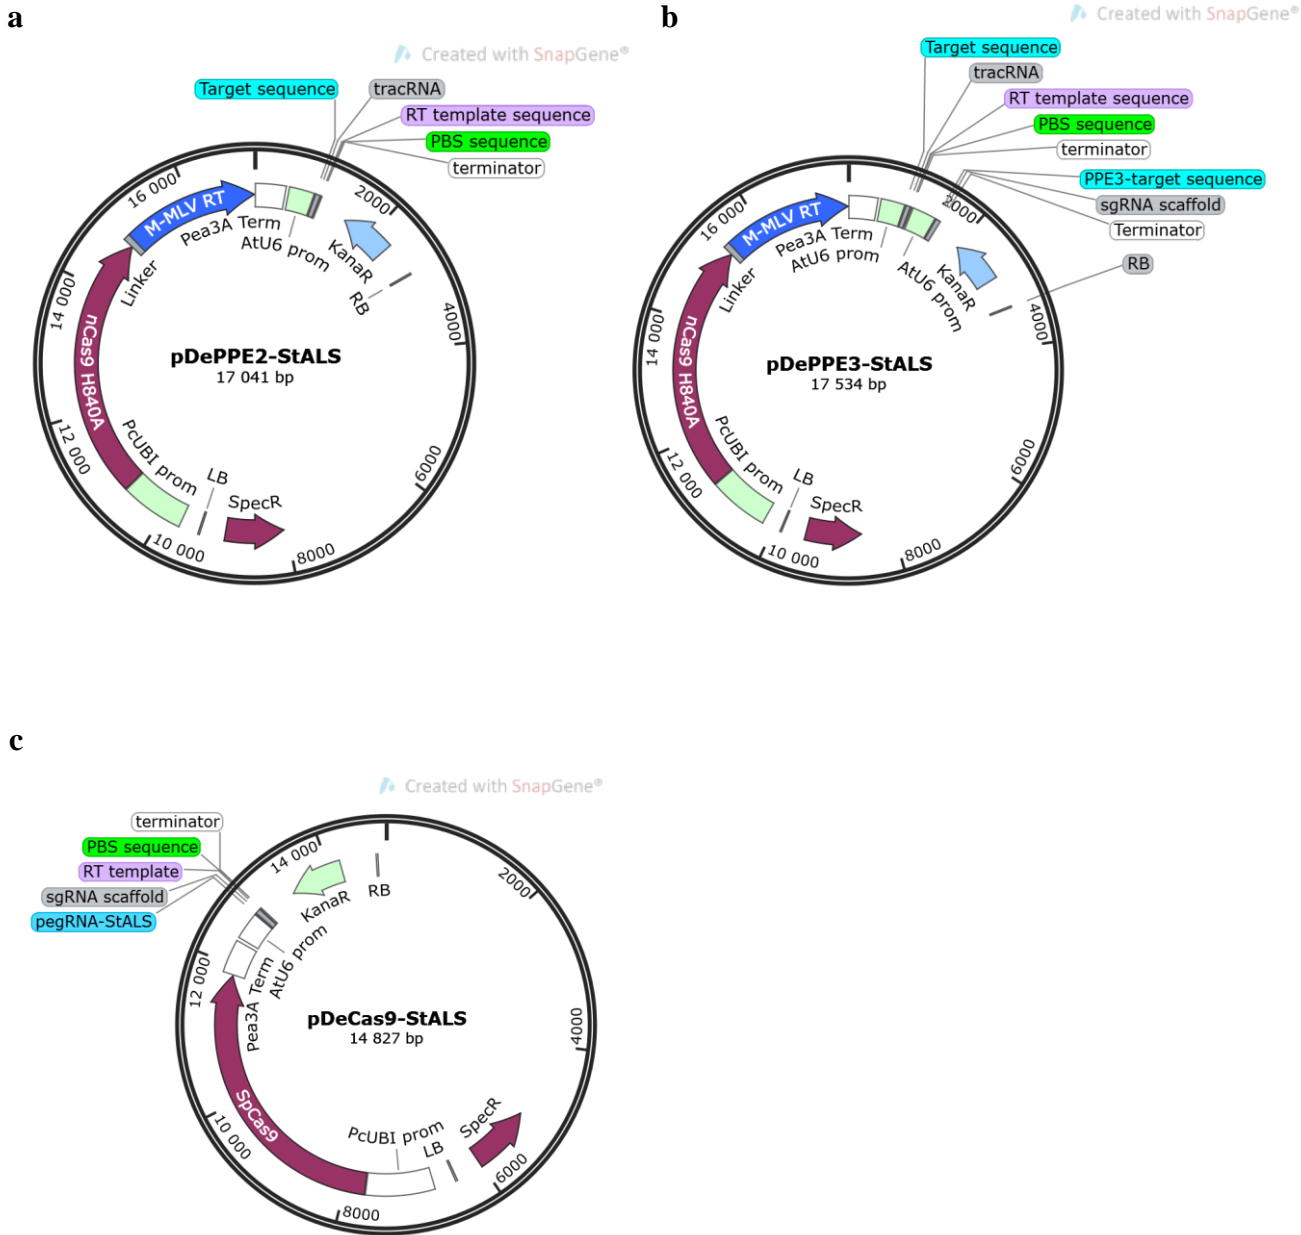 a
Created with SnapGene®
Target sequence
tracRNA
RT template sequence
PBS sequence
terminator
16 000
2000
M-MLV RT
Pea3A Term
AtU6 prom
KanaR
Linker
RB
14 000
4000
nCas9 H840A
pDePPE2-StALS
17 041 bp
12 000
PcUBI prom
LB
SpecR
6000
10 000
8000
b
Created with SnapGene®
Target sequence
tracRNA
RT template sequence
PBS sequence
terminator
PPE3-target sequence
sgRNA scaffold
Terminator
RB
16 000
2000
M-MLV RT
Pea3A Term
AtU6 prom
AtU6 prom
KanaR
Linker
14 000
4000
nCas9 H840A
pDePPE3-StALS
17 534 bp
12 000
PcUBI prom
LB
SpecR
6000
10 000
8000
c
Created with SnapGene®
terminator
PBS sequence
RT template
sgRNA scaffold
pegRNA-StALS
14 000
KanaR
RB
2000
12 000
Pea3A Term
AtU6 prom
pDeCas9-StALS
14 827 bp
4000
SpCas9
10 000
PcUBI prom
LB
SpecR
6000
8000